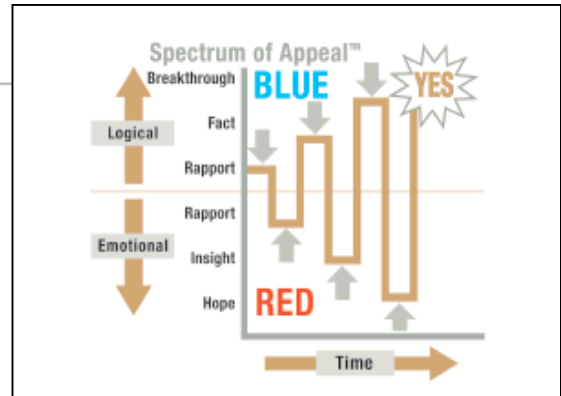 Spectrum of Appeal™
Breakthrough
BLUE
YES
Fact
Logical
Rapport
Rapport
Emotional
Insight
Hope
RED
Time